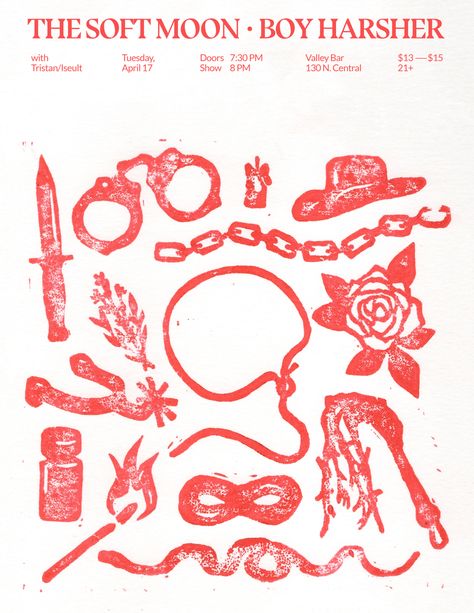 THE SOFT MOON · BOY HARSHER
with Tuesday, Doors 7:30 PM Valley Bar $13 — $15
Tristan/Iseult April 17 Show 8 PM 130 N. Central 21+